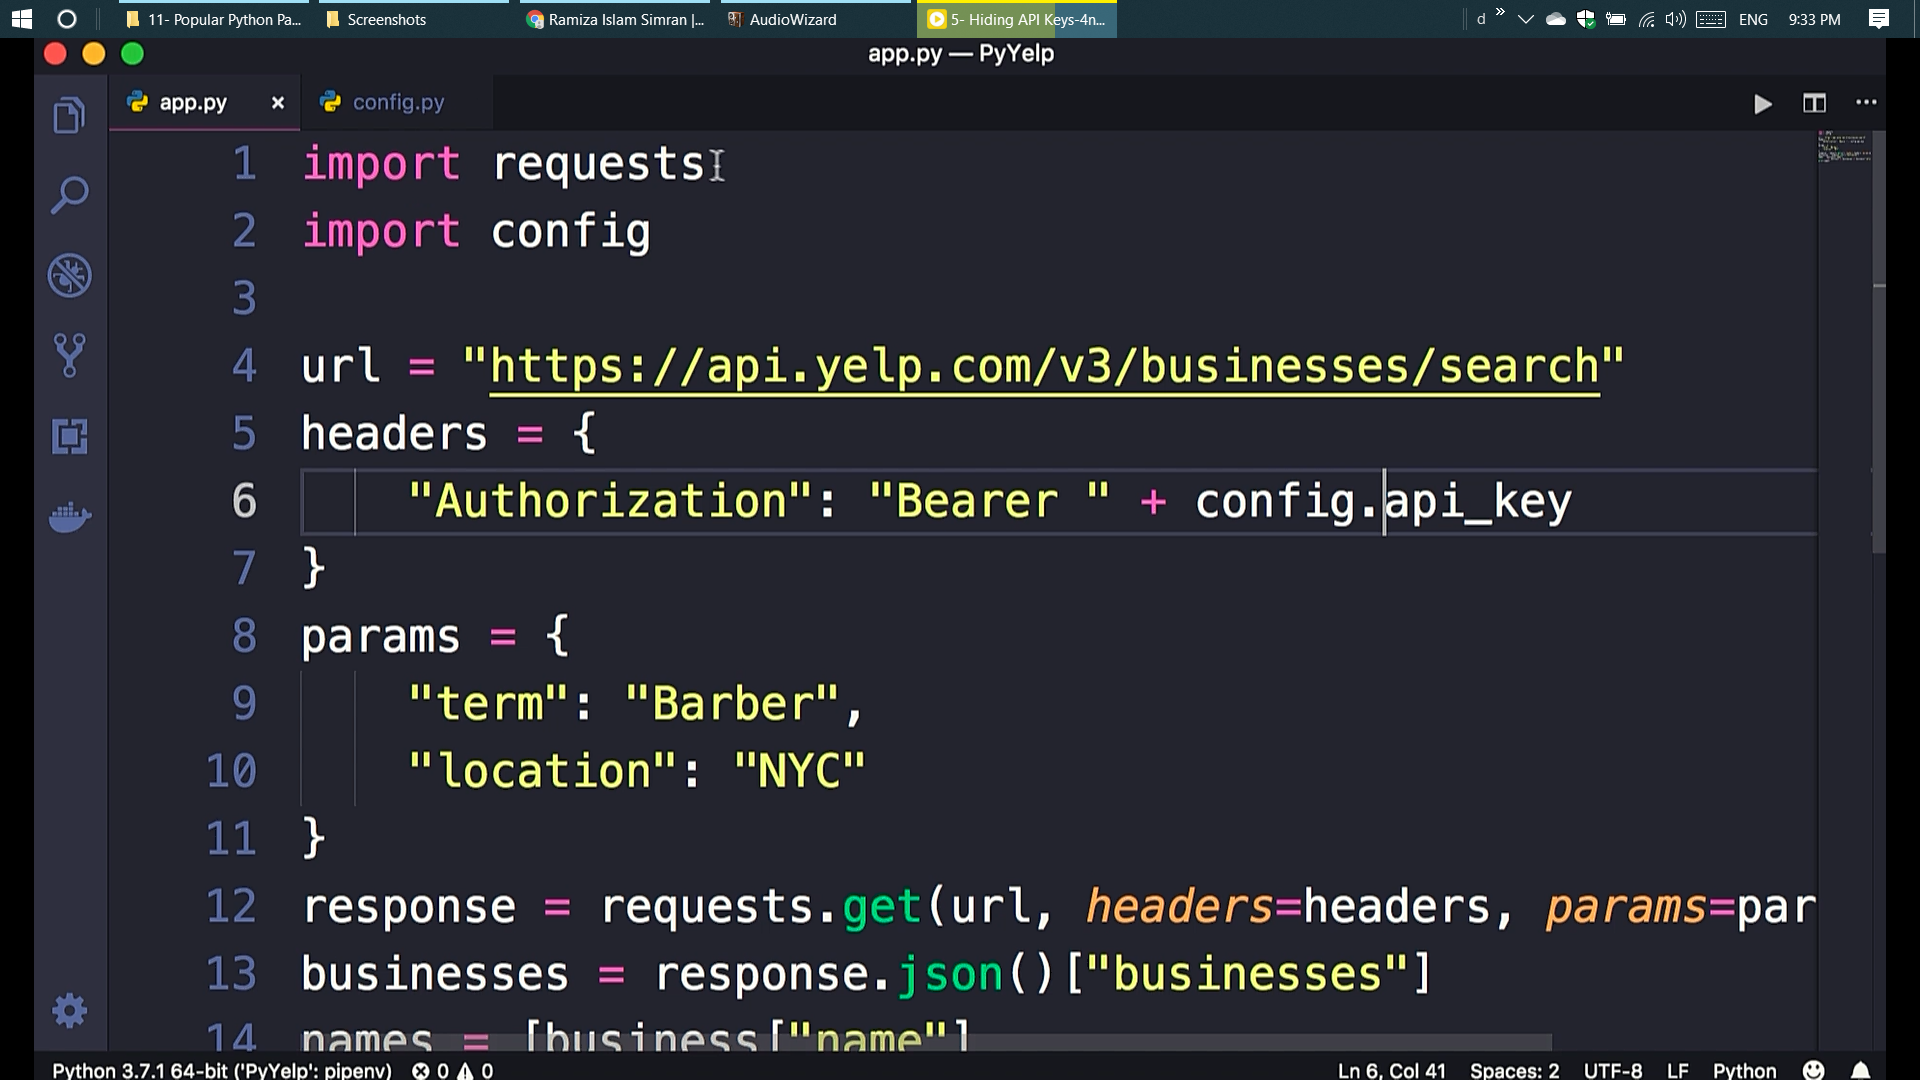 11- Popular Python Pa...
Screenshots
Ramiza Islam Simran |...
AudioWizard
5- Hiding API Keys-4n...
d
ENG
9:33 PM
app.py — PyYelp
app.py
config.py
1 import requests
2 import config
3
4 url = "https://api.yelp.com/v3/businesses/search"
5 headers = {
6 "Authorization": "Bearer " + config.api_key
7 }
8 params = {
9 "term": "Barber",
10 "location": "NYC"
11 }
12 response = requests.get(url, headers=headers, params=par
13 businesses = response.json()["businesses"]
14 names = [business["name"]
Python 3.7.1 64-bit ('PyYelp': pipenv) 0 0 Ln 6, Col 41 Spaces: 2 UTF-8 LF Python